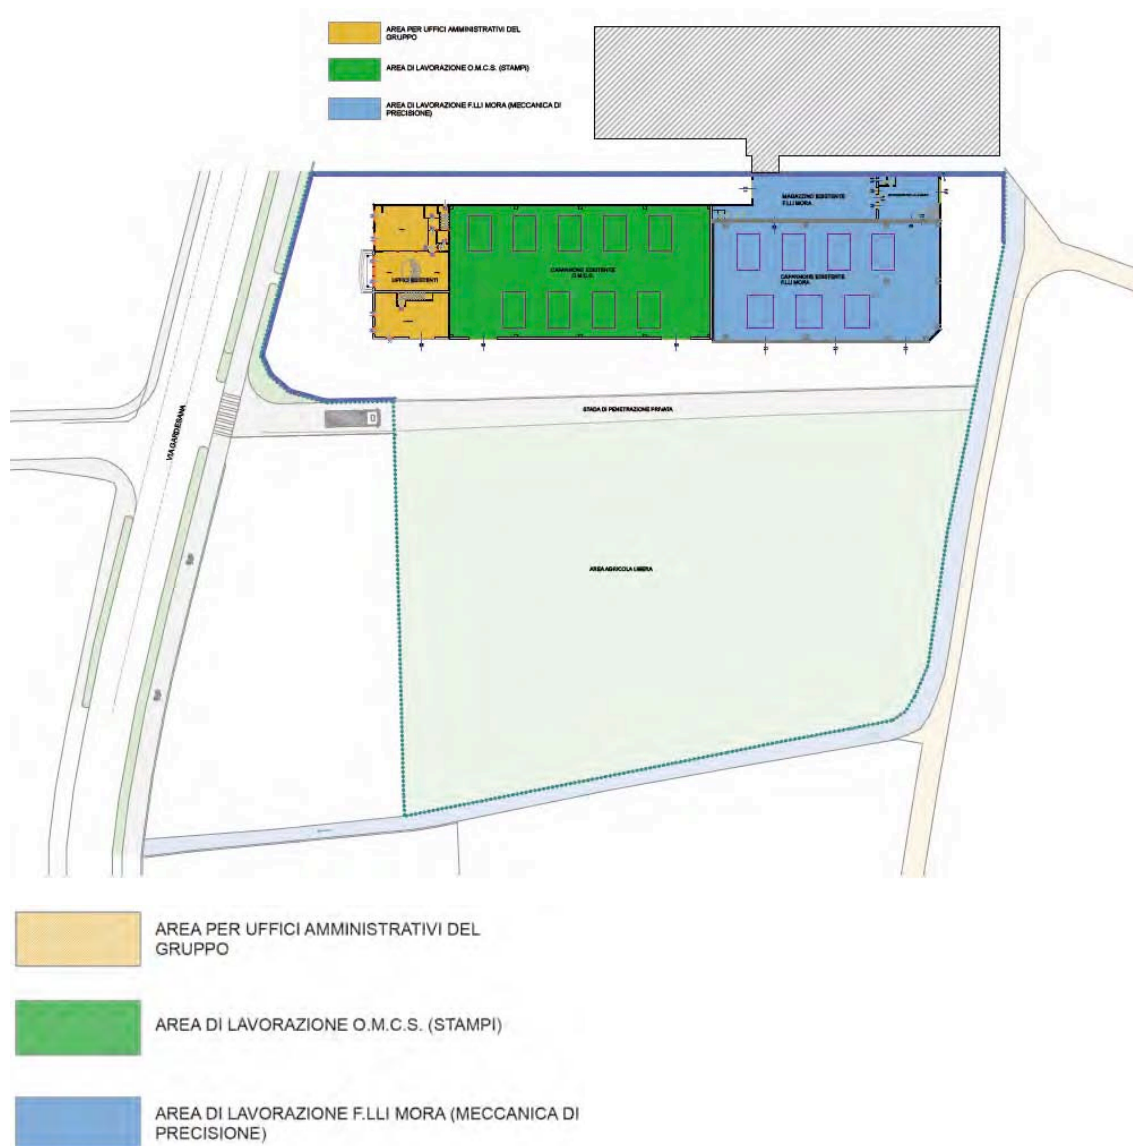 AREA PER UFFICI AMMINISTRATIVI DEL
GRUPPO
AREA DI LAVORAZIONE O.M.C.S. (STAMPI)
AREA DI LAVORAZIONE F.LLI MORA (MECCANICA DI
PRECISIONE)
MAGAZZINO ESISTENTE
F.LLI MORA
UFFICI ESISTENTI
CAPANNONE ESISTENTE
O.M.C.S.
CAPANNONE ESISTENTE
F.LLI MORA
VIA GARDESANA
STADA DI PENETRAZIONE PRIVATA
AREA AGRICOLA LIBERA
AREA PER UFFICI AMMINISTRATIVI DEL
GRUPPO
AREA DI LAVORAZIONE O.M.C.S. (STAMPI)
AREA DI LAVORAZIONE F.LLI MORA (MECCANICA DI
PRECISIONE)